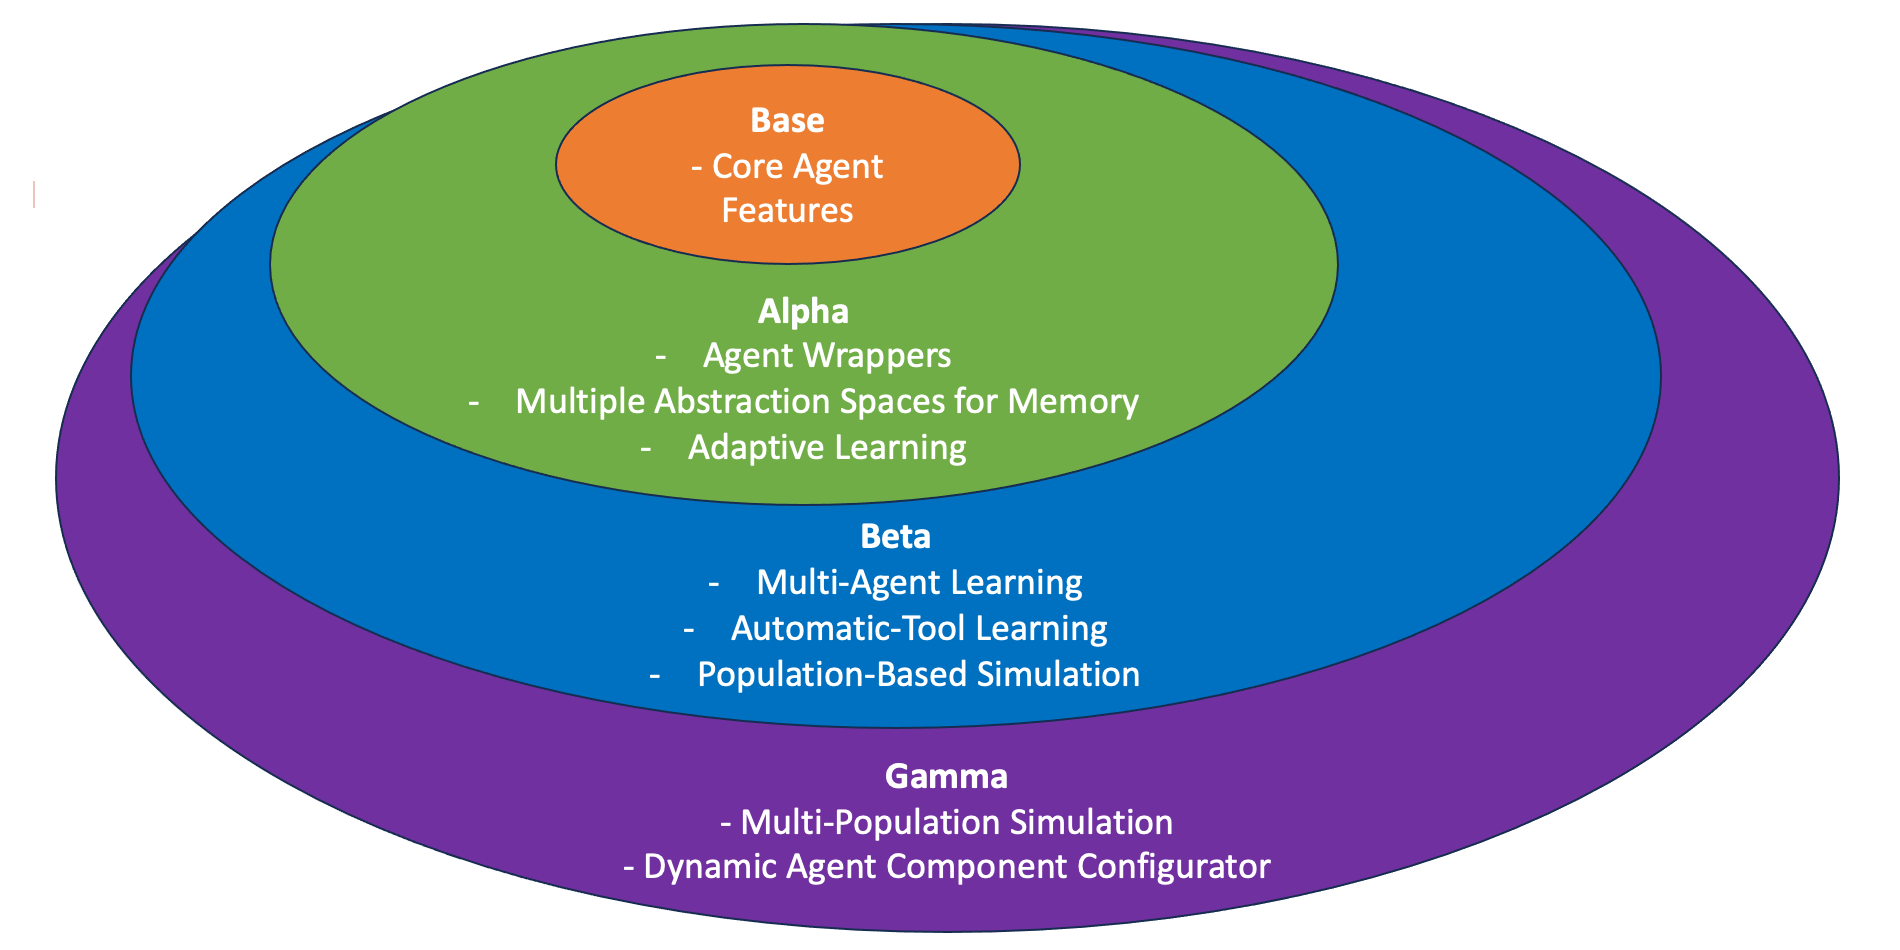 Base
- Core Agent
Features
Alpha
- Agent Wrappers
- Multiple Abstraction Spaces for Memory
- Adaptive Learning
Beta
- Multi-Agent Learning
- Automatic-Tool Learning
- Population-Based Simulation
Gamma
- Multi-Population Simulation
- Dynamic Agent Component Configurator